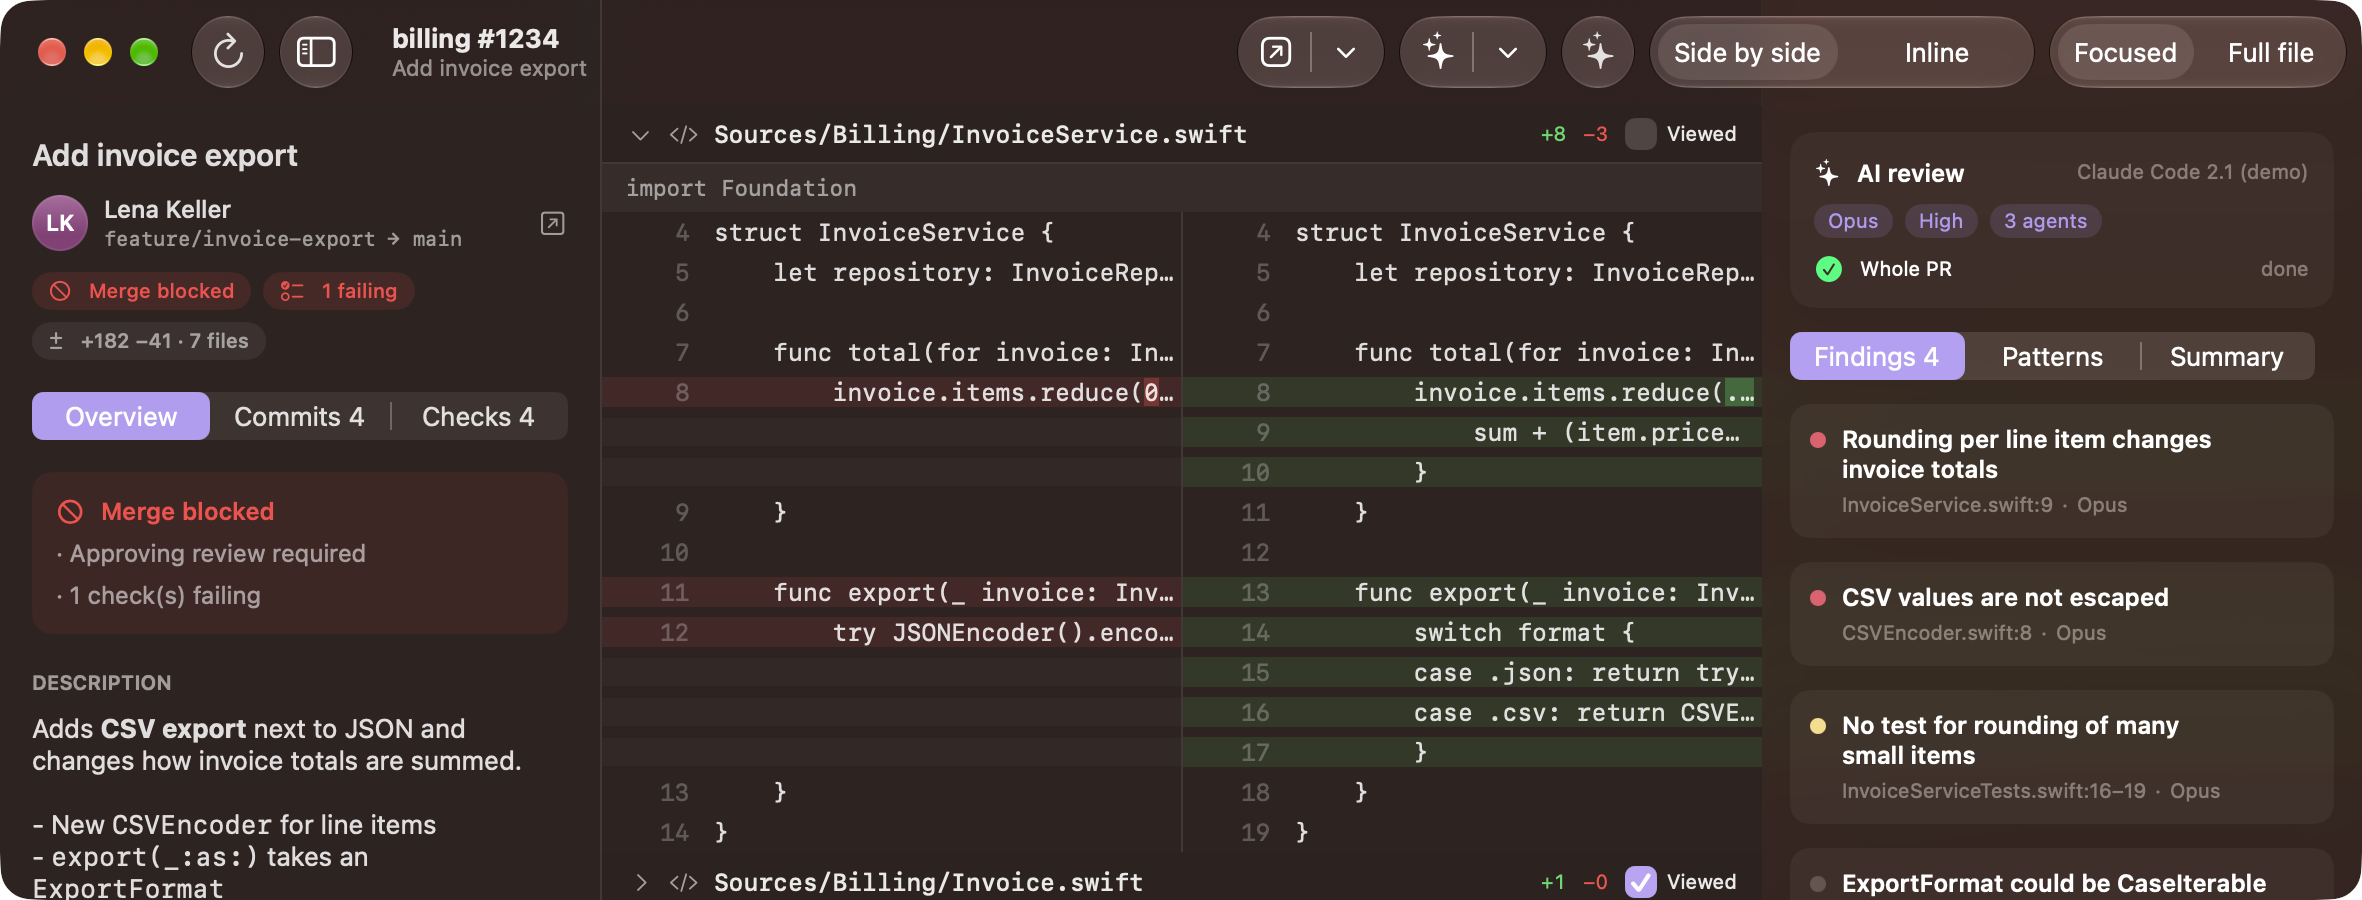 billing #1234
Add invoice export
Side by side
Inline
Focused
Full file
Add invoice export
LK
Lena Keller
feature/invoice-export → main
Merge blocked
1 failing
± +182 −41 · 7 files
Overview
Commits 4
Checks 4
Merge blocked
· Approving review required
· 1 check(s) failing
DESCRIPTION
Adds CSV export next to JSON and
changes how invoice totals are summed.
- New CSVEncoder for line items
- export(_:as:) takes an
ExportFormat
</> Sources/Billing/InvoiceService.swift
+8 −3
Viewed
import Foundation
4 struct InvoiceService {
5 let repository: InvoiceRep…
6
7 func total(for invoice: In…
8 invoice.items.reduce(0…
9 }
10
11 func export(_ invoice: Inv…
12 try JSONEncoder().enco…
13 }
14 }
4 struct InvoiceService {
5 let repository: InvoiceRep…
6
7 func total(for invoice: In…
8 invoice.items.reduce(.…
9 sum + (item.price…
10 }
11 }
12
13 func export(_ invoice: Inv…
14 switch format {
15 case .json: return try…
16 case .csv: return CSVE…
17 }
18 }
19 }
</> Sources/Billing/Invoice.swift
+1 −0
Viewed
AI review
Claude Code 2.1 (demo)
Opus
High
3 agents
Whole PR
done
Findings 4
Patterns
Summary
Rounding per line item changes
invoice totals
InvoiceService.swift:9 · Opus
CSV values are not escaped
CSVEncoder.swift:8 · Opus
No test for rounding of many
small items
InvoiceServiceTests.swift:16–19 · Opus
ExportFormat could be CaseIterable